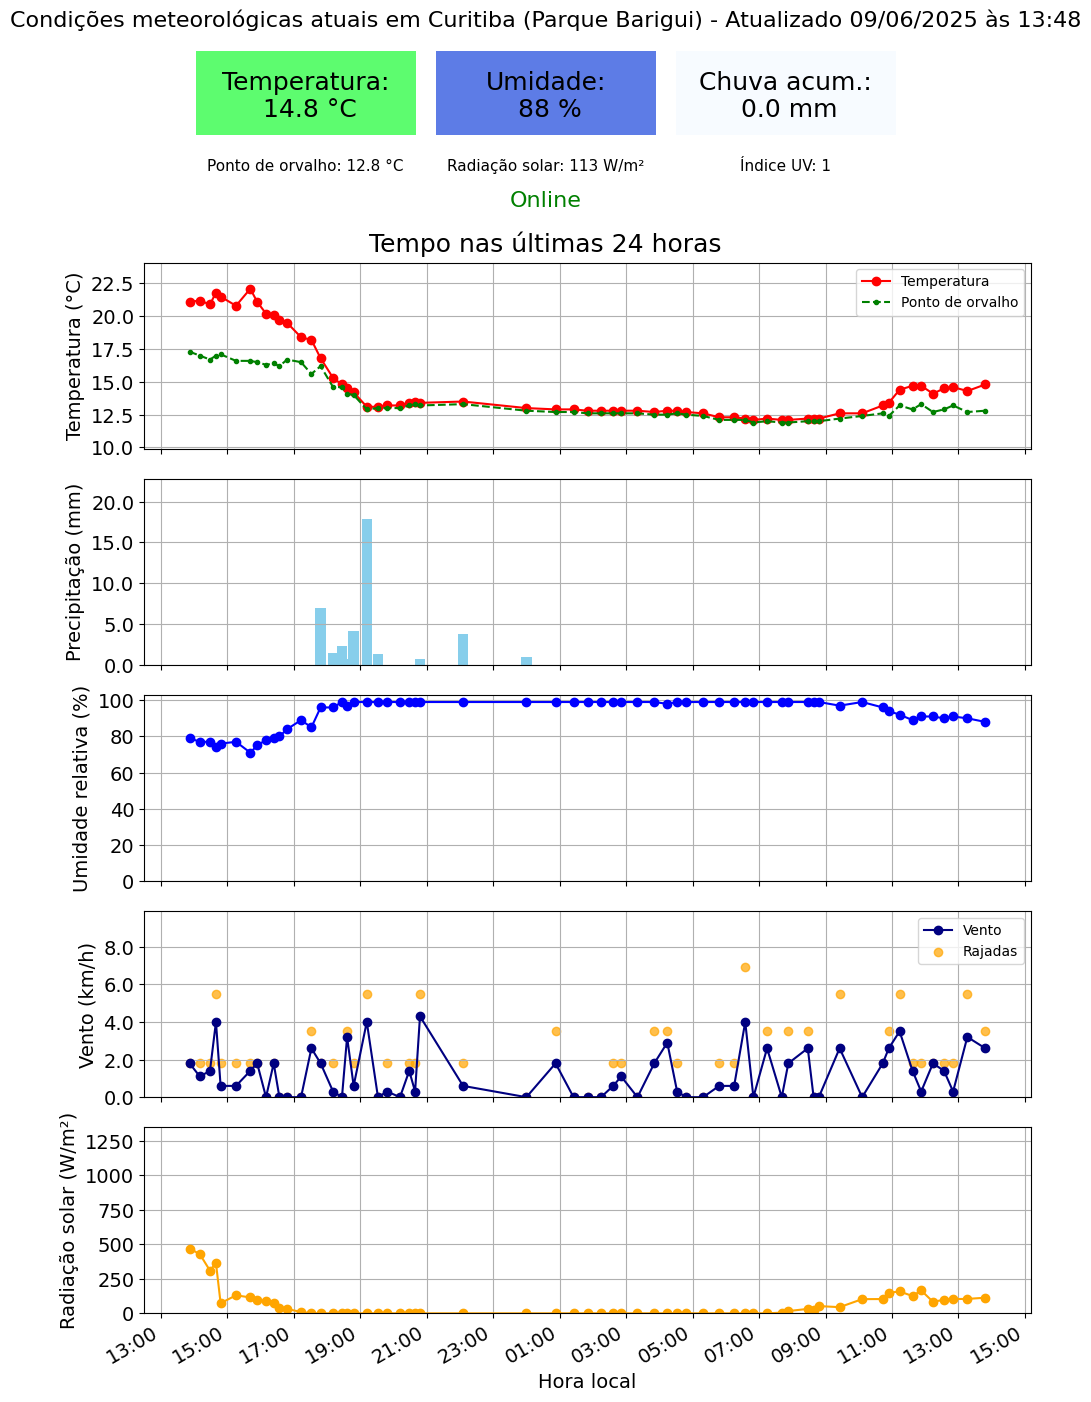 Condições meteorológicas atuais em Curitiba (Parque Barigui) - Atualizado 09/06/2025 às 13:48
Temperatura:
14.8 °C
Umidade:
88 %
Chuva acum.:
0.0 mm
Ponto de orvalho: 12.8 °C
Radiação solar: 113 W/m²
Índice UV: 1
Online
Tempo nas últimas 24 horas
Temperatura (°C)
22.5
20.0
17.5
15.0
12.5
10.0
Temperatura
Ponto de orvalho
Precipitação (mm)
20.0
15.0
10.0
5.0
0.0
Umidade relativa (%)
100
80
60
40
20
0
Vento (km/h)
8.0
6.0
4.0
2.0
0.0
Vento
Rajadas
Radiação solar (W/m²)
1250
1000
750
500
250
0
13:00 15:00 17:00 19:00 21:00 23:00 01:00 03:00 05:00 07:00 09:00 11:00 13:00 15:00
Hora local